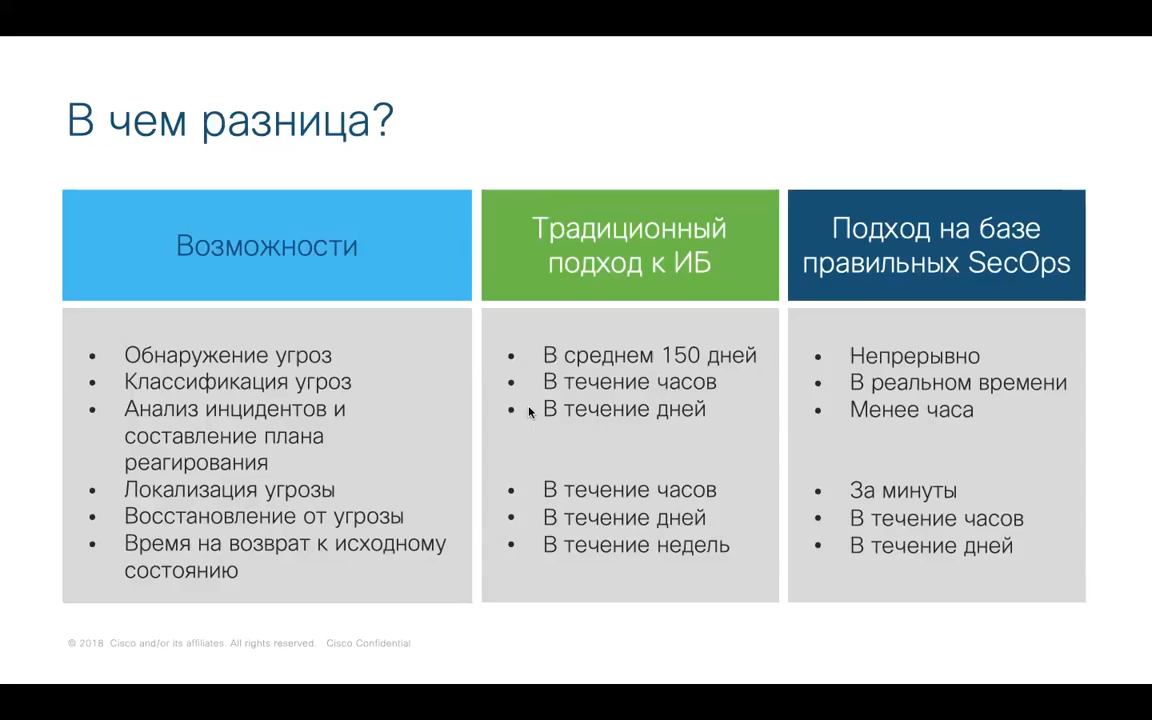 В чем разница?
Возможности
Традиционный
подход к ИБ
Подход на базе
правильных SecOps
• Обнаружение угроз
• Классификация угроз
• Анализ инцидентов и
составление плана
реагирования
• Локализация угрозы
• Восстановление от угрозы
• Время на возврат к исходному
состоянию
• В среднем 150 дней
• В течение часов
• В течение дней
• В течение часов
• В течение дней
• В течение недель
• Непрерывно
• В реальном времени
• Менее часа
• За минуты
• В течение часов
• В течение дней
© 2018 Cisco and/or its affiliates. All rights reserved. Cisco Confidential